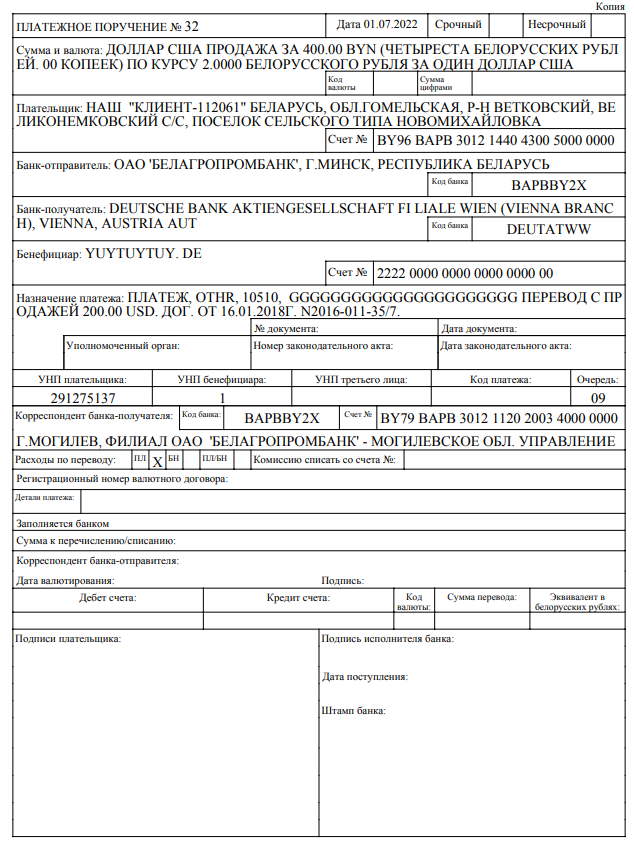 Копия
ПЛАТЕЖНОЕ ПОРУЧЕНИЕ № 32 Дата 01.07.2022 Срочный Несрочный
Сумма и валюта: ДОЛЛАР США ПРОДАЖА ЗА 400.00 BYN (ЧЕТЫРЕСТА БЕЛОРУССКИХ РУБЛ
ЕЙ. 00 КОПЕЕК) ПО КУРСУ 2.0000 БЕЛОРУССКОГО РУБЛЯ ЗА ОДИН ДОЛЛАР США
Код валюты Сумма цифрами
Плательщик: НАШ "КЛИЕНТ-112061" БЕЛАРУСЬ, ОБЛ.ГОМЕЛЬСКАЯ, Р-Н ВЕТКОВСКИЙ, ВЕ
ЛИКОНЕМКОВСКИЙ С/С, ПОСЕЛОК СЕЛЬСКОГО ТИПА НОВОМИХАЙЛОВКА
Счет № BY96 BAPB 3012 1440 4300 5000 0000
Банк-отправитель: ОАО 'БЕЛАГРОПРОМБАНК', Г.МИНСК, РЕСПУБЛИКА БЕЛАРУСЬ
Код банка BAPBBY2X
Банк-получатель: DEUTSCHE BANK AKTIENGESELLSCHAFT FI LIALE WIEN (VIENNA BRANC
H), VIENNA, AUSTRIA AUT
Код банка DEUTATWW
Бенефициар: YUYTUYTUY. DE
Счет № 2222 0000 0000 0000 0000 00
Назначение платежа: ПЛАТЕЖ, OTHR, 10510, GGGGGGGGGGGGGGGGGGGGGG ПЕРЕВОД С ПР
ОДАЖЕЙ 200.00 USD. ДОГ. ОТ 16.01.2018Г. N2016-011-35/7.
№ документа: Дата документа:
Уполномоченный орган: Номер законодательного акта: Дата законодательного акта:
УНП плательщика: УНП бенефициара: УНП третьего лица: Код платежа: Очередь:
291275137 1 09
Корреспондент банка-получателя: Код банка: BAPBBY2X Счет № BY79 BAPB 3012 1120 2003 4000 0000
Г.МОГИЛЕВ, ФИЛИАЛ ОАО 'БЕЛАГРОПРОМБАНК' - МОГИЛЕВСКОЕ ОБЛ. УПРАВЛЕНИЕ
Расходы по переводу: ПЛ X БН ПЛ/БН Комиссию списать со счета №:
Регистрационный номер валютного договора:
Детали платежа:
Заполняется банком
Сумма к перечислению/списанию:
Корреспондент банка-отправителя:
Дата валютирования: Подпись:
Дебет счета: Кредит счета: Код валюты: Сумма перевода: Эквивалент в белорусских рублях:
Подписи плательщика: Подпись исполнителя банка:
Дата поступления:
Штамп банка: